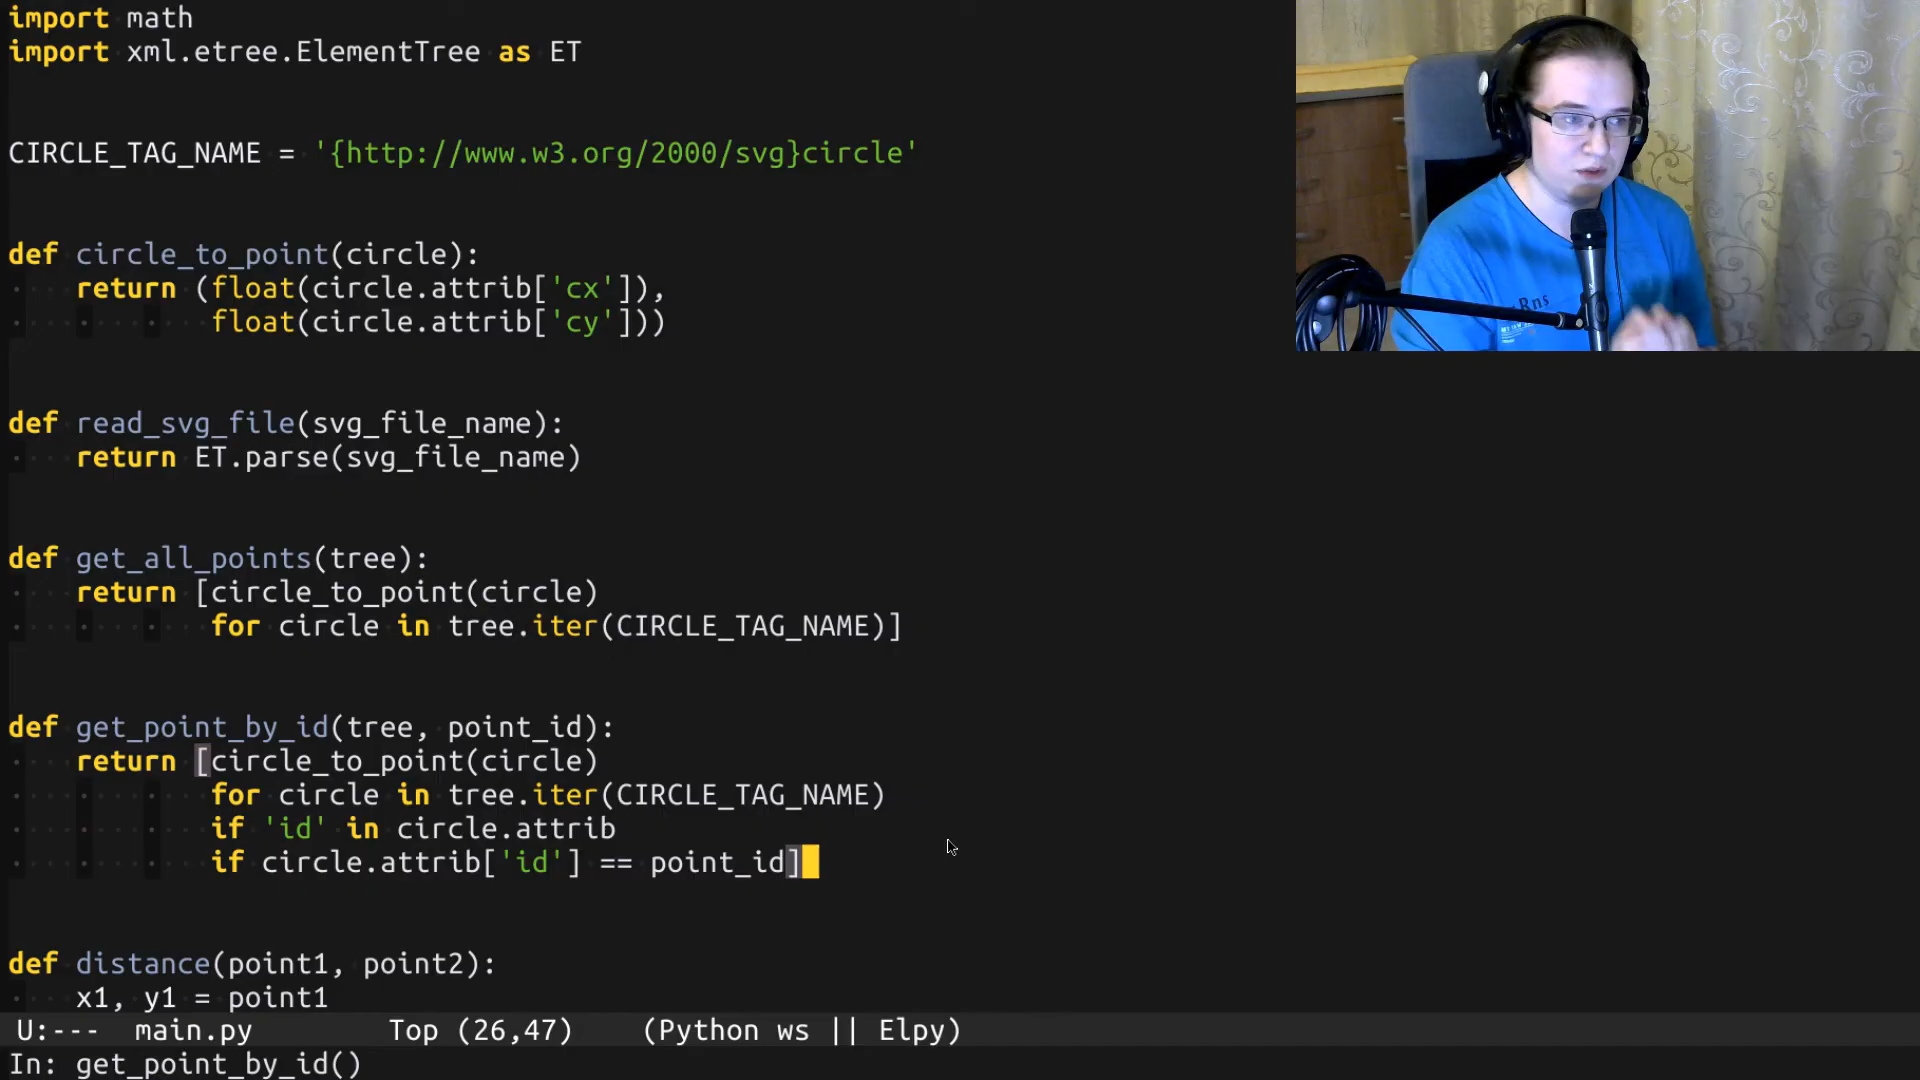 import math
import xml.etree.ElementTree as ET
CIRCLE_TAG_NAME = '{http://www.w3.org/2000/svg}circle'
def circle_to_point(circle):
return (float(circle.attrib['cx']),
float(circle.attrib['cy']))
def read_svg_file(svg_file_name):
return ET.parse(svg_file_name)
def get_all_points(tree):
return [circle_to_point(circle)
for circle in tree.iter(CIRCLE_TAG_NAME)]
def get_point_by_id(tree, point_id):
return [circle_to_point(circle)
for circle in tree.iter(CIRCLE_TAG_NAME)
if 'id' in circle.attrib
if circle.attrib['id'] == point_id]
def distance(point1, point2):
x1, y1 = point1
U:--- main.py Top (26,47) (Python ws || Elpy)
In: get_point_by_id()